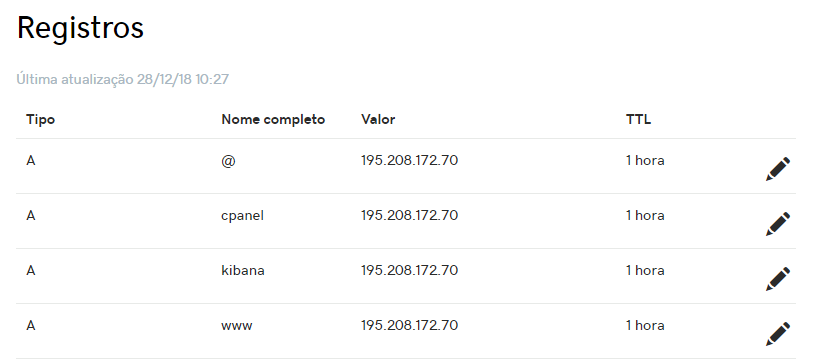 Registros
Última atualização 28/12/18 10:27
Tipo Nome completo Valor TTL
A @ 195.208.172.70 1 hora
A cpanel 195.208.172.70 1 hora
A kibana 195.208.172.70 1 hora
A www 195.208.172.70 1 hora